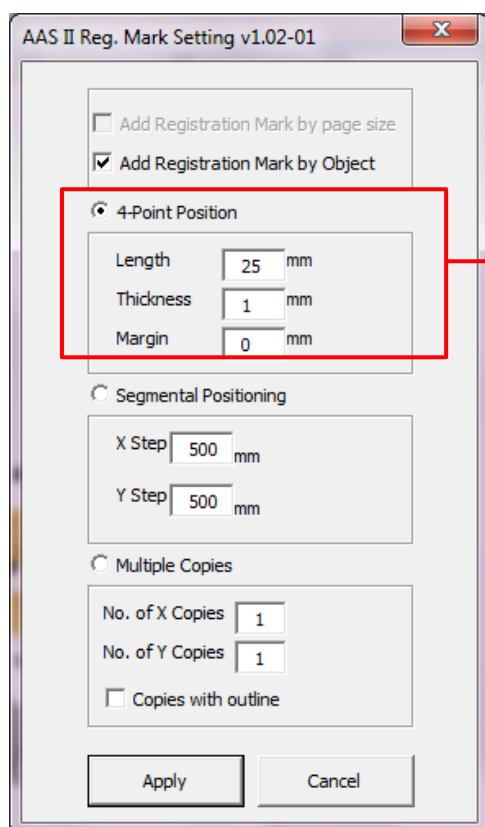 AAS II Reg. Mark Setting v1.02-01
Add Registration Mark by page size
Add Registration Mark by Object
4-Point Position
Length 25 mm
Thickness 1 mm
Margin 0 mm
Segmental Positioning
X Step 500 mm
Y Step 500 mm
Multiple Copies
No. of X Copies 1
No. of Y Copies 1
Copies with outline
Apply Cancel